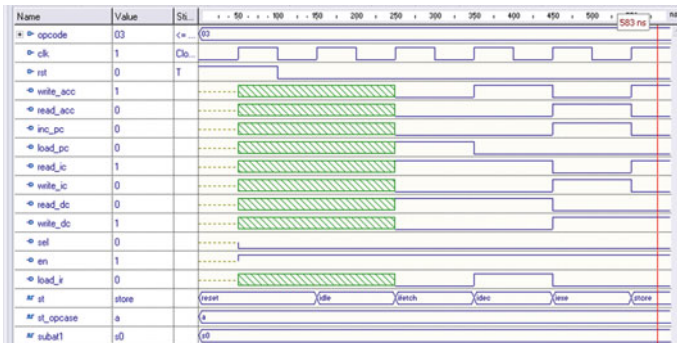 Name Value Sti... 50 100 150 200 250 300 350 400 450 500 583 ns
opcode 03 <= ... 03
clk 1 Clo...
rst 0 T
write_acc 1
read_acc 0
inc_pc 0
load_pc 0
read_ic 1
write_ic 0
read_dc 0
write_dc 1
sel 0
en 1
load_ir 0
st store reset idle fetch idec iexe store
st_opcase a a
subat1 s0 s0